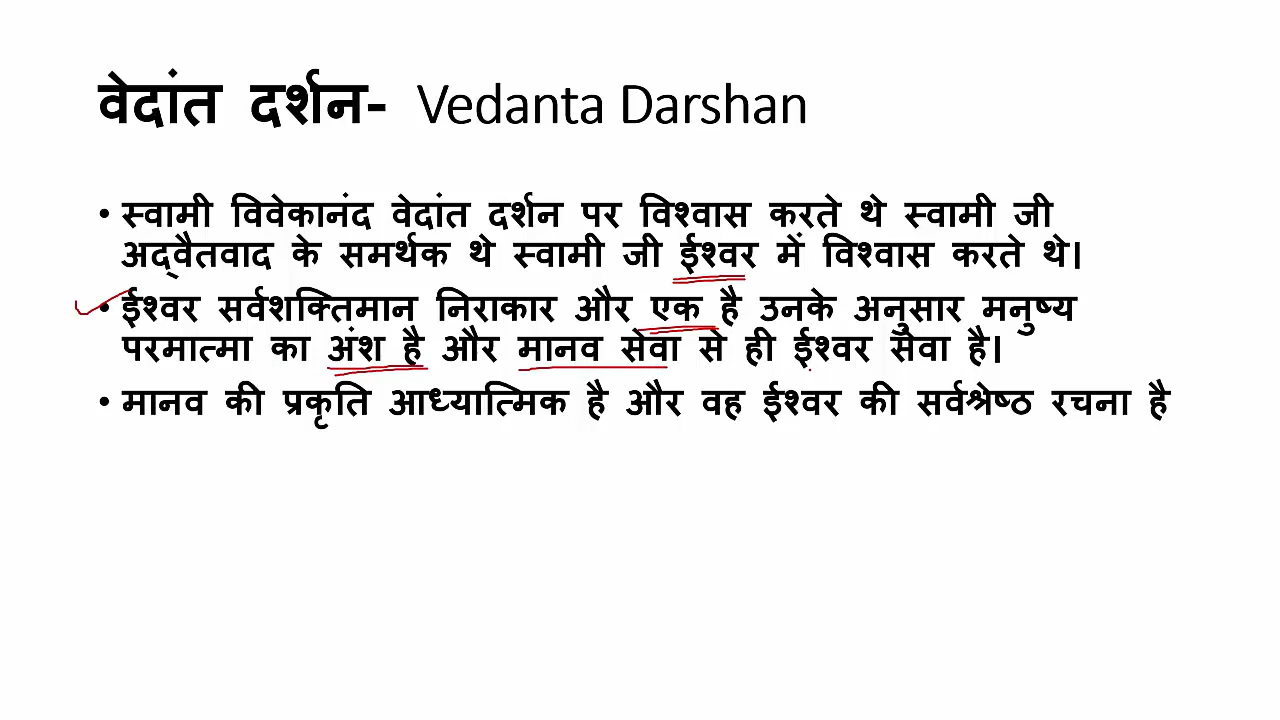 वेदांत दर्शन- Vedanta Darshan
• स्वामी विवेकानंद वेदांत दर्शन पर विश्वास करते थे स्वामी जी
अद्वैतवाद के समर्थक थे स्वामी जी ईश्वर में विश्वास करते थे।
• ईश्वर सर्वशक्तिमान निराकार और एक है उनके अनुसार मनुष्य
परमात्मा का अंश है और मानव सेवा से ही ईश्वर सेवा है।
• मानव की प्रकृति आध्यात्मिक है और वह ईश्वर की सर्वश्रेष्ठ रचना है